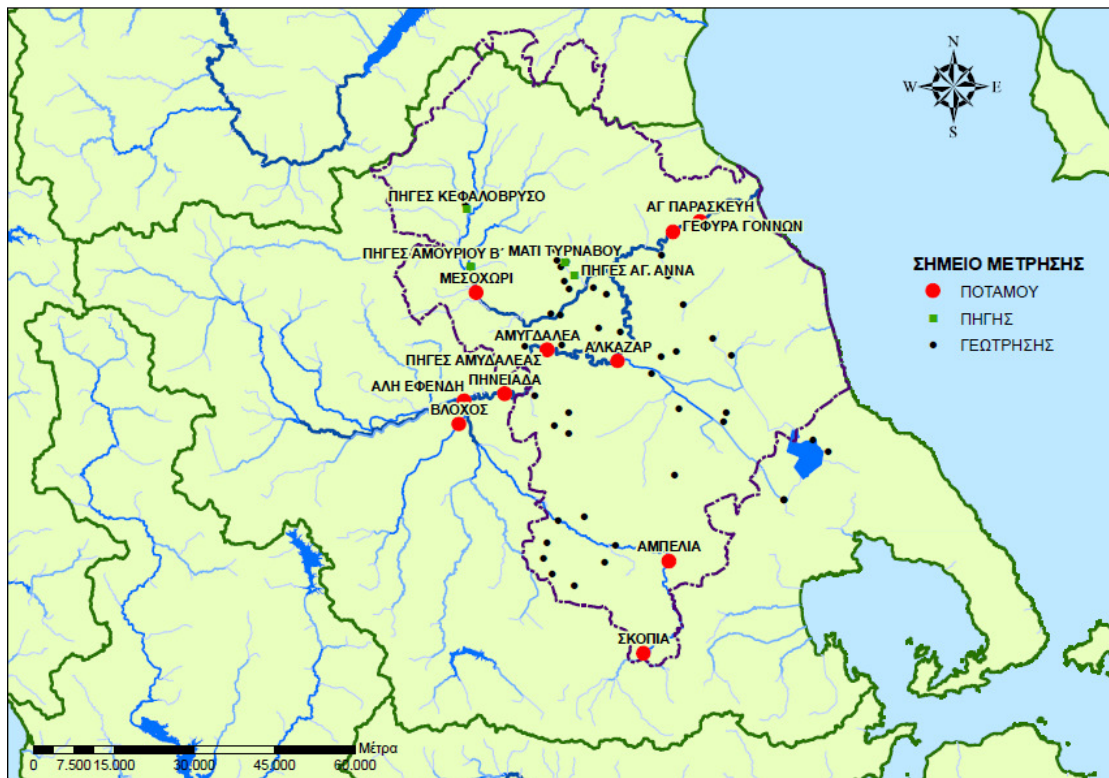 N
W
E
S
ΠΗΓΕΣ ΚΕΦΑΛΟΒΡΥΣΟ
ΑΓ ΠΑΡΑΣΚΕΥΗ
ΓΕΦΥΡΑ ΓΟΝΝΩΝ
ΠΗΓΕΣ ΑΜΟΥΡΙΟΥ Β΄
ΜΑΤΙ ΤΥΡΝΑΒΟΥ
ΠΗΓΕΣ ΑΓ. ΑΝΝΑ
ΜΕΣΟΧΩΡΙ
ΣΗΜΕΙΟ ΜΕΤΡΗΣΗΣ
ΠΟΤΑΜΟΥ
ΠΗΓΗΣ
ΓΕΩΤΡΗΣΗΣ
ΑΜΥΓΔΑΛΕΑ
ΑΛΚΑΖΑΡ
ΠΗΓΕΣ ΑΜΥΔΑΛΕΑΣ
ΑΛΗ ΕΦΕΝΔΗ
ΠΗΝΕΙΑΔΑ
ΒΛΟΧΟΣ
ΑΜΠΕΛΙΑ
ΣΚΟΠΙΑ
Μέτρα
0 7.500 15.000 30.000 45.000 60.000